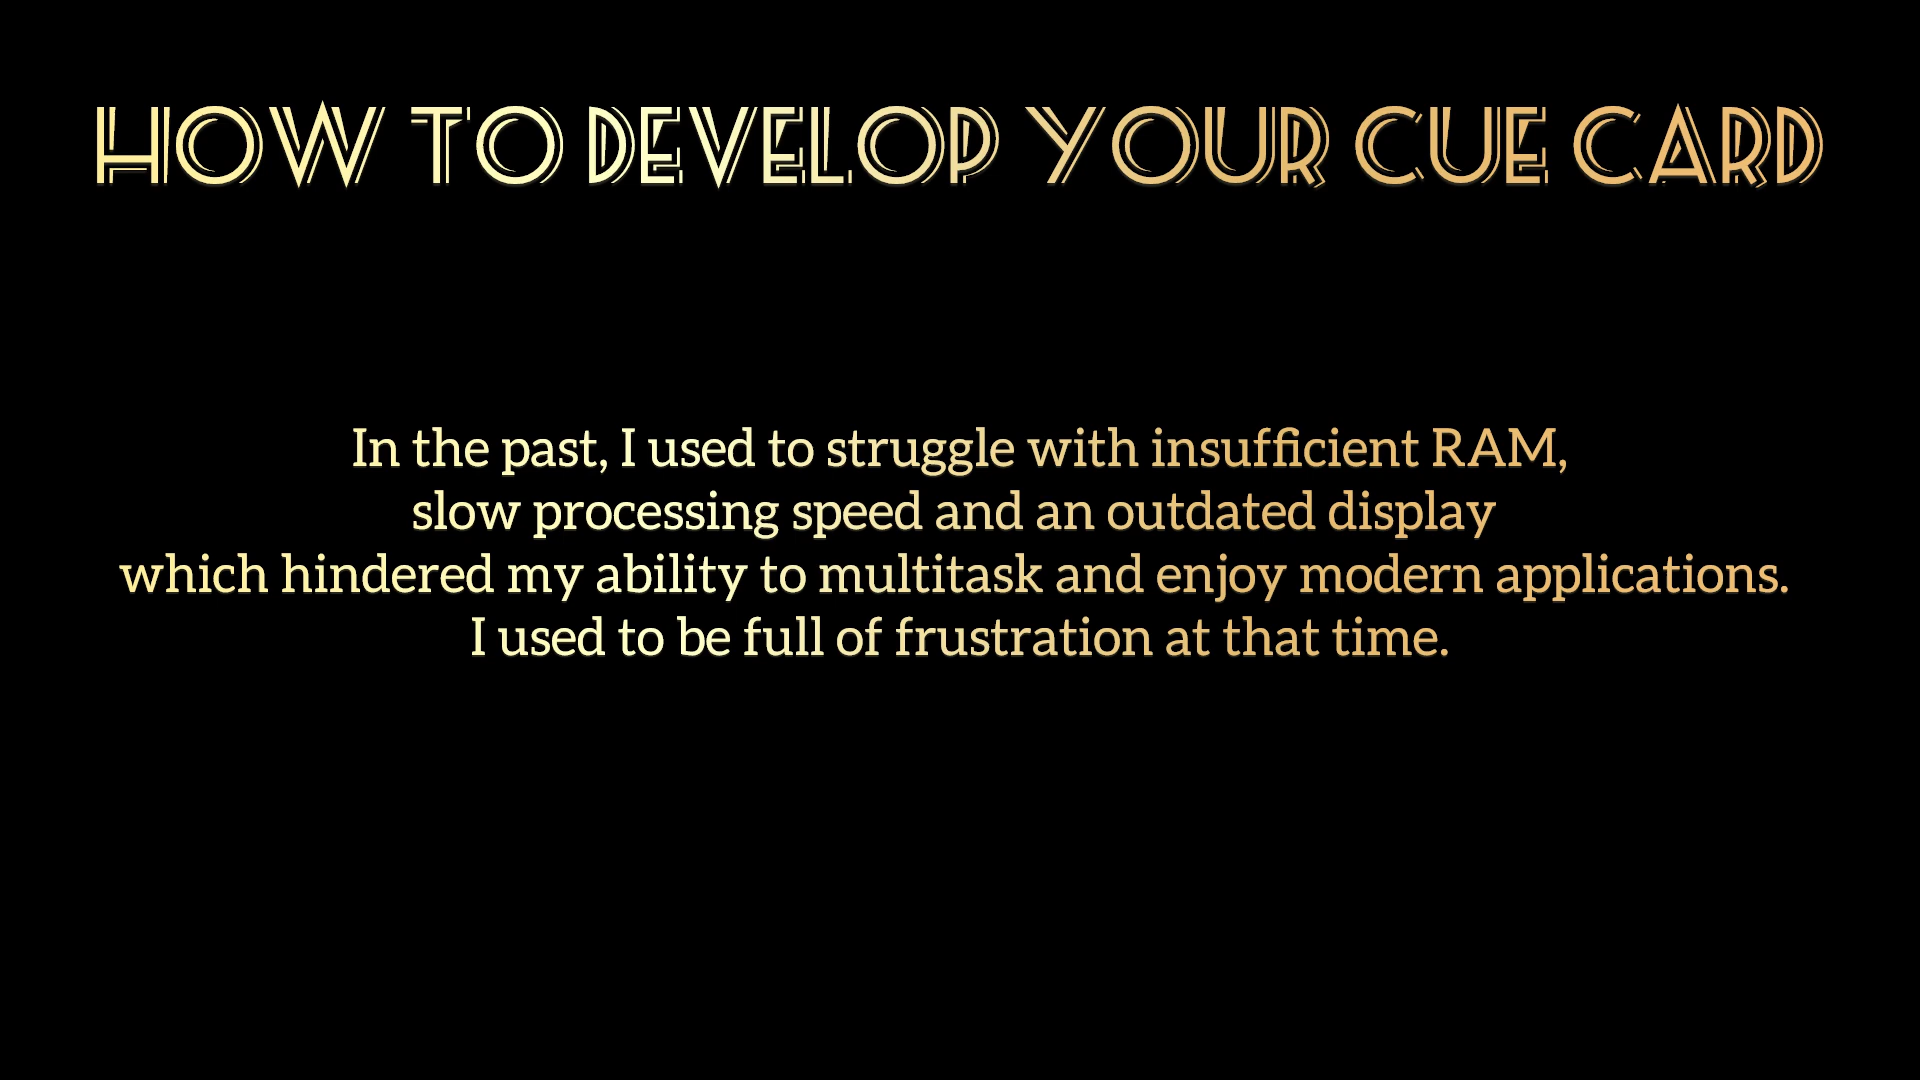 HOW TO DEVELOP YOUR CUE CARD
In the past, I used to struggle with insufficient RAM,
slow processing speed and an outdated display
which hindered my ability to multitask and enjoy modern applications.
I used to be full of frustration at that time.